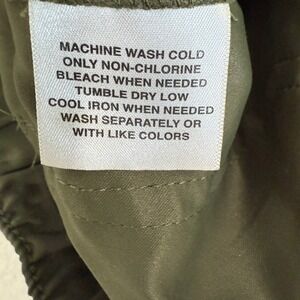 MACHINE WASH COLD
ONLY NON-CHLORINE
BLEACH WHEN NEEDED
TUMBLE DRY LOW
COOL IRON WHEN NEEDED
WASH SEPARATELY OR
WITH LIKE COLORS